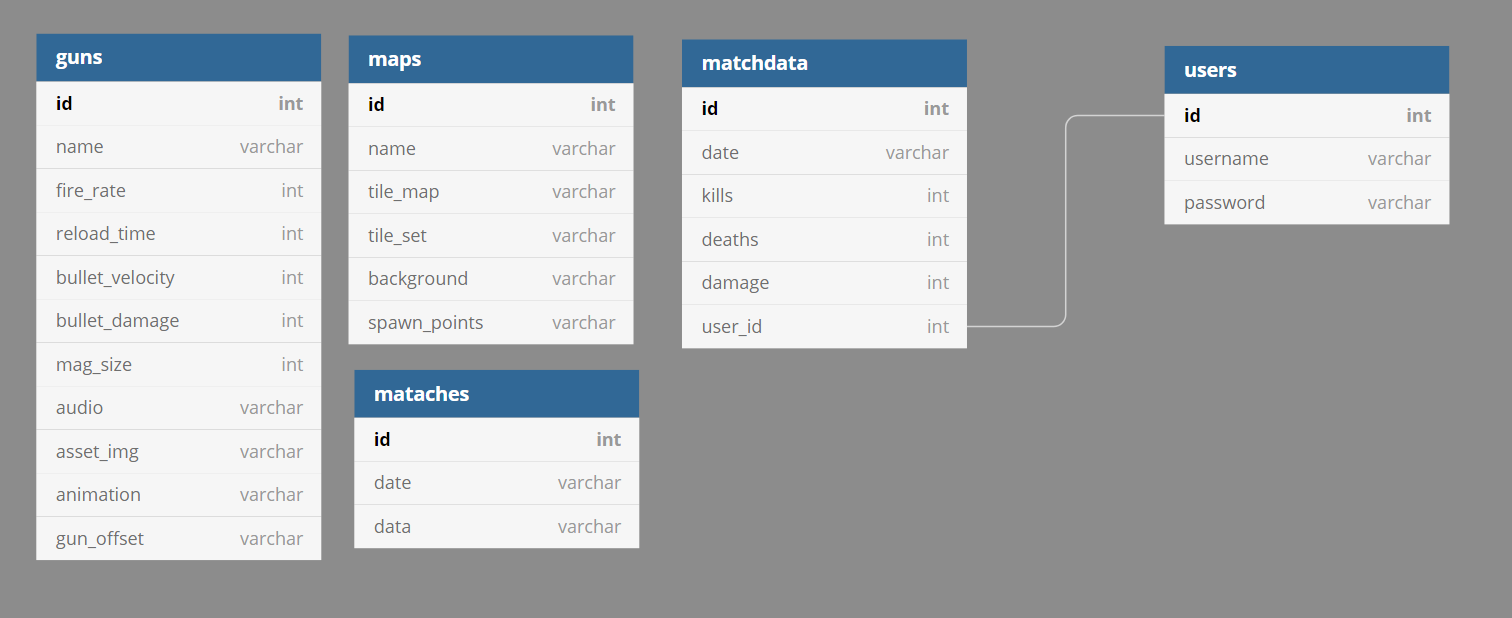 guns
id int
name varchar
fire_rate int
reload_time int
bullet_velocity int
bullet_damage int
mag_size int
audio varchar
asset_img varchar
animation varchar
gun_offset varchar
maps
id int
name varchar
tile_map varchar
tile_set varchar
background varchar
spawn_points varchar
mataches
id int
date varchar
data varchar
matchdata
id int
date varchar
kills int
deaths int
damage int
user_id int
users
id int
username varchar
password varchar